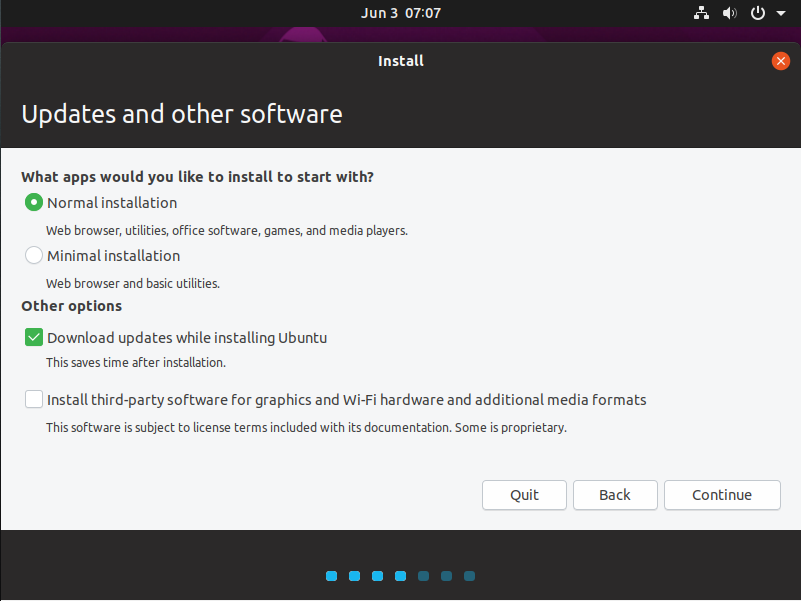 Jun 3 07:07
Install
Updates and other software
What apps would you like to install to start with?
Normal installation
Web browser, utilities, office software, games, and media players.
Minimal installation
Web browser and basic utilities.
Other options
Download updates while installing Ubuntu
This saves time after installation.
Install third-party software for graphics and Wi-Fi hardware and additional media formats
This software is subject to license terms included with its documentation. Some is proprietary.
Quit
Back
Continue